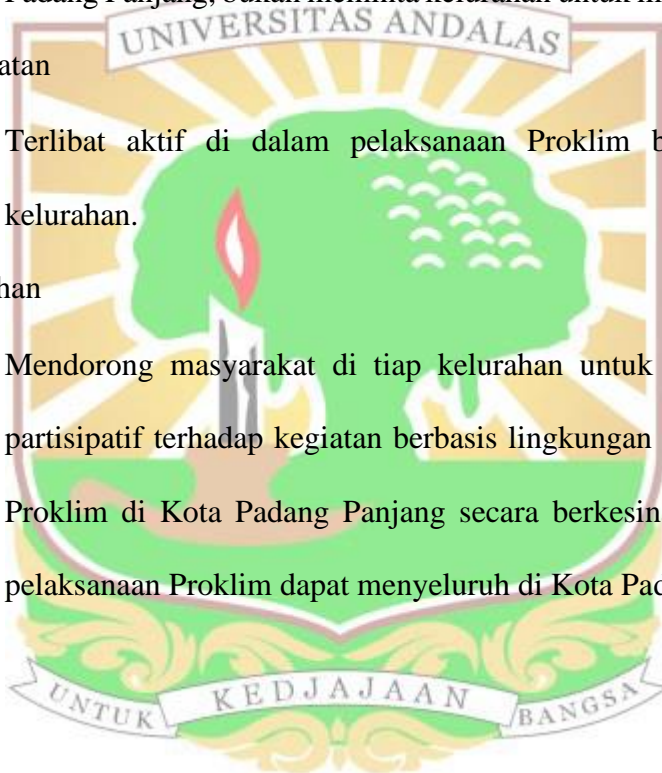 Padang Panjang, bukan meminta kelurahan untuk
UNIVERSITAS ANDALAS
atan
Terlibat aktif di dalam pelaksanaan Proklim
kelurahan.
han
Mendorong masyarakat di tiap kelurahan untuk
partisipatif terhadap kegiatan berbasis lingkungan
Proklim di Kota Padang Panjang secara berkesin
pelaksanaan Proklim dapat menyeluruh di Kota Pad
UNTUK KEDJAJAAN BANGSA